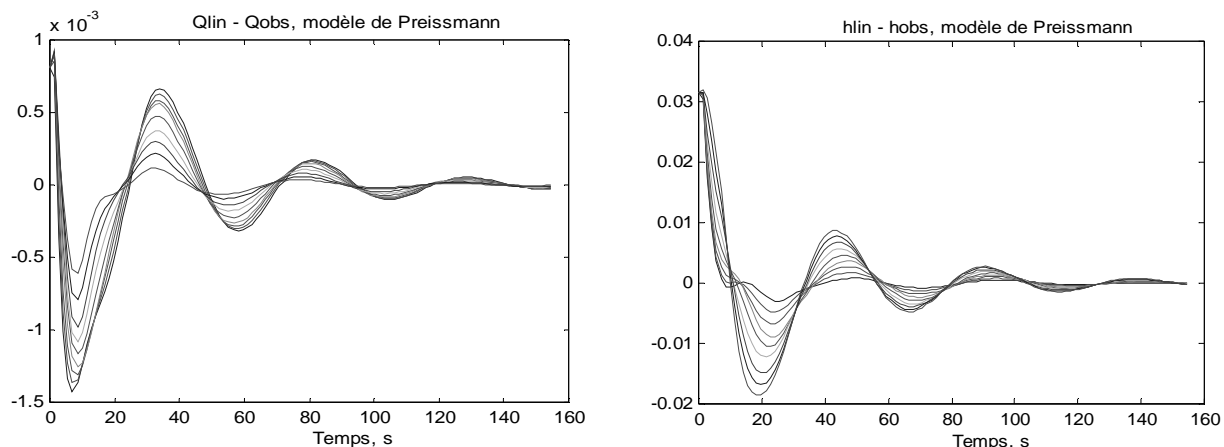 Qlin - Qobs, modèle de Preissmann
x 10-3
1
0.5
0
-0.5
-1
-1.5
0 20 40 60 80 100 120 140 160
Temps, s
hlin - hobs, modèle de Preissmann
0.04
0.03
0.02
0.01
0
-0.01
-0.02
0 20 40 60 80 100 120 140 160
Temps, s